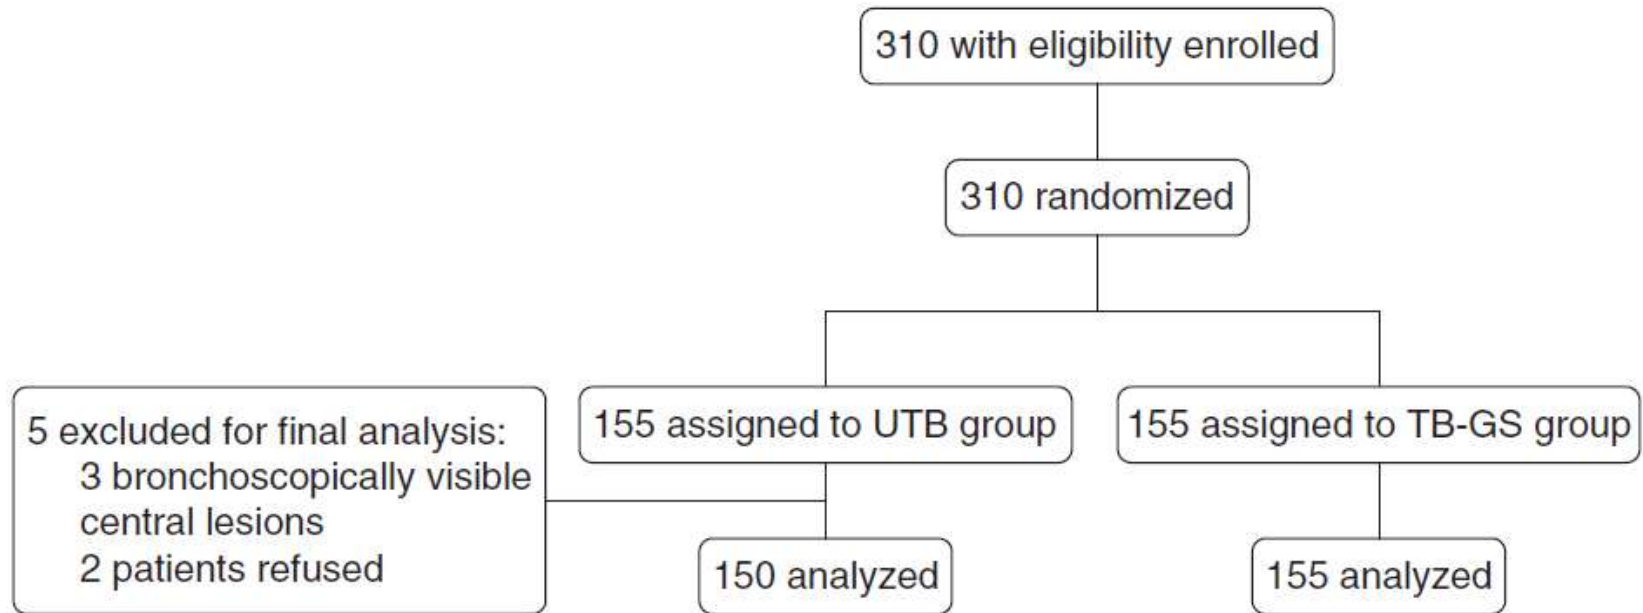 310 with eligibility enrolled
310 randomized
155 assigned to UTB group
155 assigned to TB-GS group
5 excluded for final analysis:
3 bronchoscopically visible
central lesions
2 patients refused
150 analyzed
155 analyzed